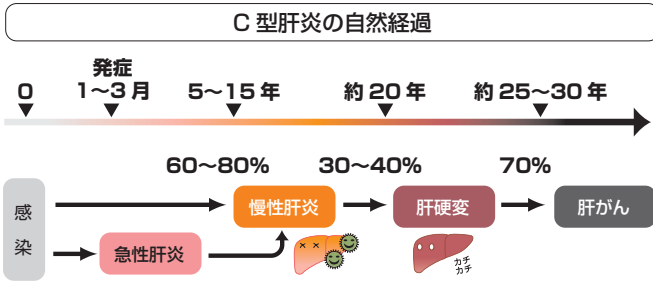 C 型肝炎の自然経過
0
発症
1〜3 月
5〜15 年
約 20 年
約 25〜30 年
60〜80%
30〜40%
70%
感
染
慢性肝炎
肝硬変
肝がん
急性肝炎
カチ
カチ